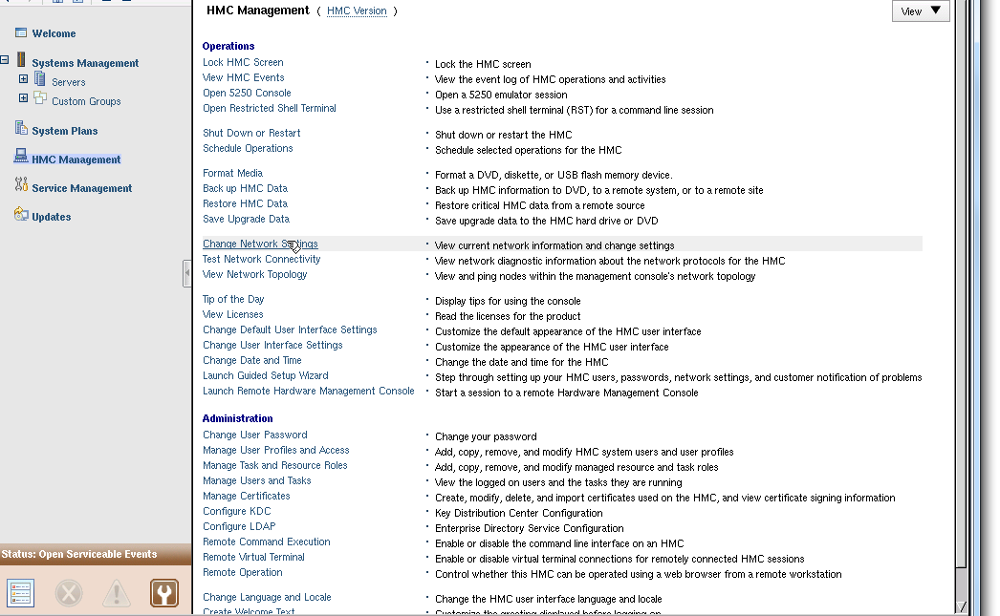 HMC Management ( HMC Version )
View
Welcome
Systems Management
Servers
Custom Groups
System Plans
HMC Management
Service Management
Updates
Status: Open Serviceable Events
Operations
Lock HMC Screen · Lock the HMC screen
View HMC Events · View the event log of HMC operations and activities
Open 5250 Console · Open a 5250 emulator session
Open Restricted Shell Terminal · Use a restricted shell terminal (RST) for a command line session
Shut Down or Restart · Shut down or restart the HMC
Schedule Operations · Schedule selected operations for the HMC
Format Media · Format a DVD, diskette, or USB flash memory device.
Back up HMC Data · Back up HMC information to DVD, to a remote system, or to a remote site
Restore HMC Data · Restore critical HMC data from a remote source
Save Upgrade Data · Save upgrade data to the HMC hard drive or DVD
Change Network Settings · View current network information and change settings
Test Network Connectivity · View network diagnostic information about the network protocols for the HMC
View Network Topology · View and ping nodes within the management console's network topology
Tip of the Day · Display tips for using the console
View Licenses · Read the licenses for the product
Change Default User Interface Settings · Customize the default appearance of the HMC user interface
Change User Interface Settings · Customize the appearance of the HMC user interface
Change Date and Time · Change the date and time for the HMC
Launch Guided Setup Wizard · Step through setting up your HMC users, passwords, network settings, and customer notification of problems
Launch Remote Hardware Management Console · Start a session to a remote Hardware Management Console
Administration
Change User Password · Change your password
Manage User Profiles and Access · Add, copy, remove, and modify HMC system users and user profiles
Manage Task and Resource Roles · Add, copy, remove, and modify managed resource and task roles
Manage Users and Tasks · View the logged on users and the tasks they are running
Manage Certificates · Create, modify, delete, and import certificates used on the HMC, and view certificate signing information
Configure KDC · Key Distribution Center Configuration
Configure LDAP · Enterprise Directory Service Configuration
Remote Command Execution · Enable or disable the command line interface on an HMC
Remote Virtual Terminal · Enable or disable virtual terminal connections for remotely connected HMC sessions
Remote Operation · Control whether this HMC can be operated using a web browser from a remote workstation
Change Language and Locale · Change the HMC user interface language and locale
Create Welcome Text · Customize the greeting displayed before logging on